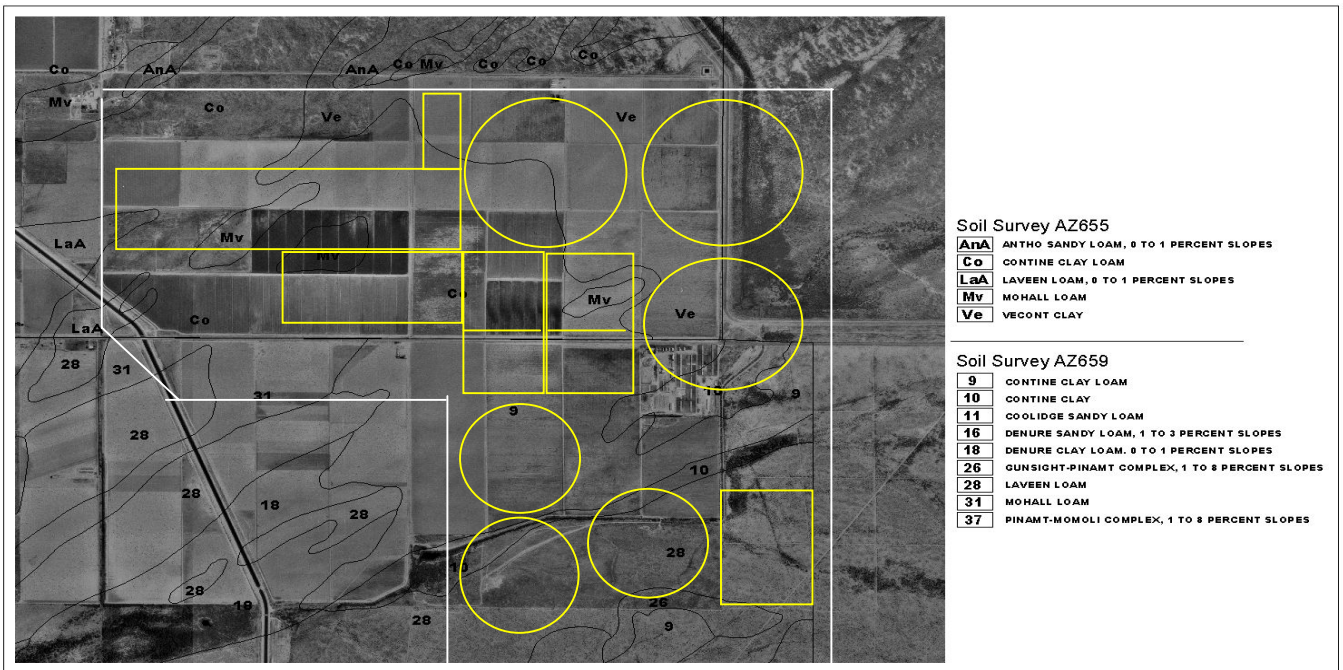 Co AnA AnA Co Mv Co Co Co
Mv Co Ve Ve
LaA Mv Mv
Co Mv Ve
LaA Co
28 31 31 9 10 9
28
28 18 28 10
28 28
10
28 19 26
28 9
Soil Survey AZ655
AnA ANTHO SANDY LOAM, 0 TO 1 PERCENT SLOPES
Co CONTINE CLAY LOAM
LaA LAVEEN LOAM, 0 TO 1 PERCENT SLOPES
Mv MOHALL LOAM
Ve VECONT CLAY
Soil Survey AZ659
9 CONTINE CLAY LOAM
10 CONTINE CLAY
11 COOLIDGE SANDY LOAM
16 DENURE SANDY LOAM, 1 TO 3 PERCENT SLOPES
18 DENURE CLAY LOAM. 0 TO 1 PERCENT SLOPES
26 GUNSIGHT-PINAMT COMPLEX, 1 TO 8 PERCENT SLOPES
28 LAVEEN LOAM
31 MOHALL LOAM
37 PINAMT-MOMOLI COMPLEX, 1 TO 8 PERCENT SLOPES